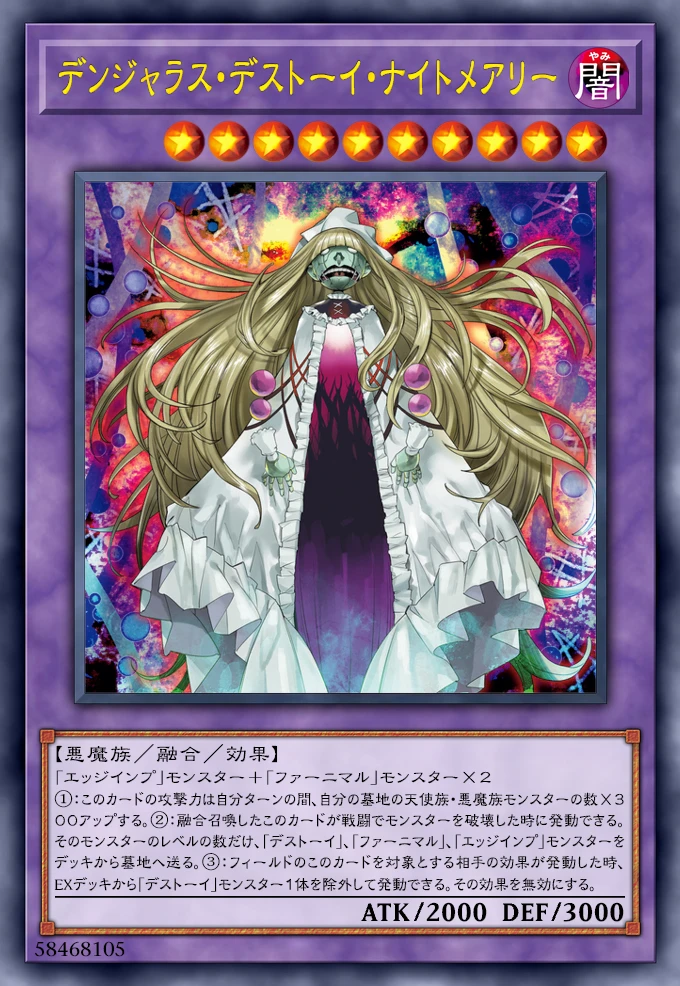 デンジャラス・デストーイ・ナイトメアリー
やみ
闇
【悪魔族／融合／効果】
「エッジインプ」モンスター＋「ファーニマル」モンスター×２
①：このカードの攻撃力は自分ターンの間、自分の墓地の天使族・悪魔族モンスターの数×３
００アップする。②：融合召喚したこのカードが戦闘でモンスターを破壊した時に発動できる。
そのモンスターのレベルの数だけ、「デストーイ」、「ファーニマル」、「エッジインプ」モンスターを
デッキから墓地へ送る。③：フィールドのこのカードを対象とする相手の効果が発動した時、
EXデッキから「デストーイ」モンスター１体を除外して発動できる。その効果を無効にする。
ATK/2000 DEF/3000
58468105